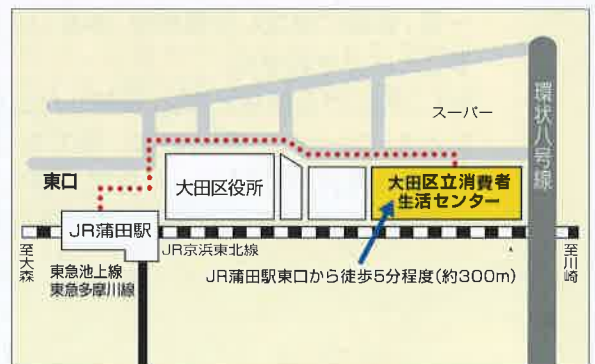 スーパー
環状八号線
東口
大田区役所
大田区立消費者
生活センター
JR蒲田駅
JR京浜東北線
至大森
至川崎
東急池上線
東急多摩川線
JR蒲田駅東口から徒歩5分程度(約300m)